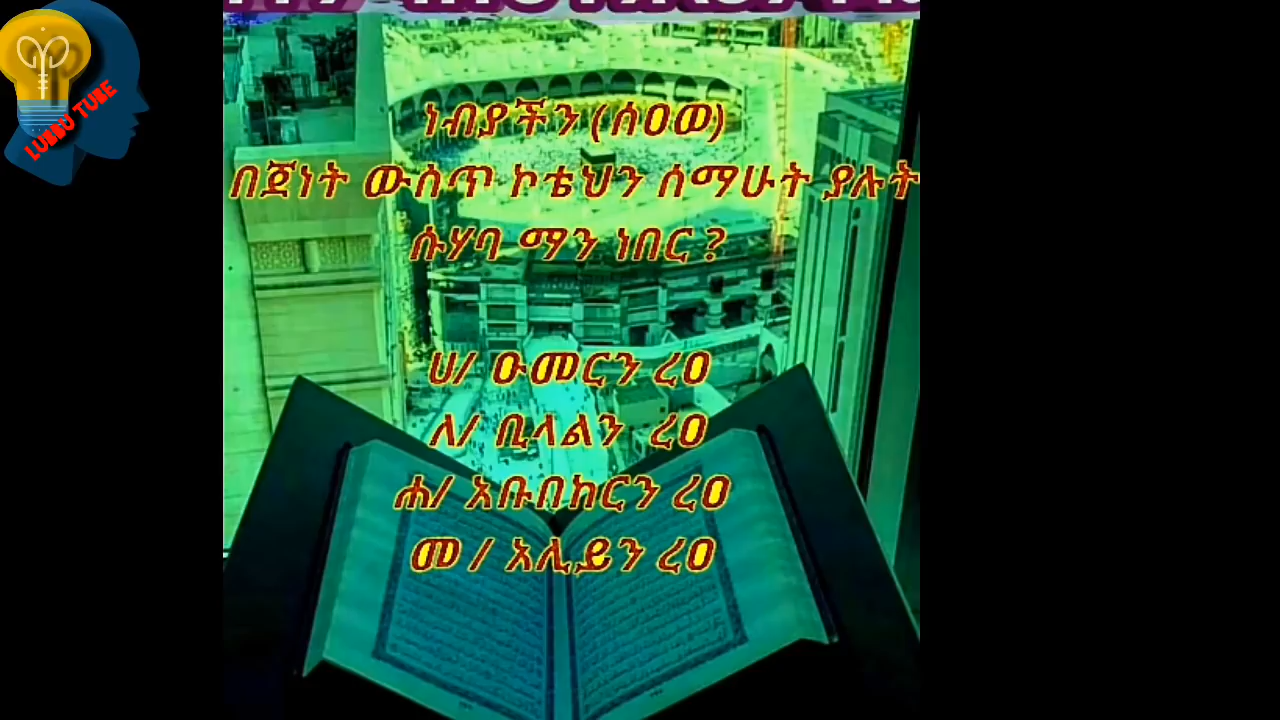 LUBBU TUBE
ነብያችን (ሰዐወ)
በጀነት ውስጥ ኮቴህን ሰማሁት ያሉት
ሱሃባ ማን ነበር ?
ሀ/ ዑመርን ረዐ
ለ/ ቢላልን ረዐ
ሐ/ አቡበከርን ረዐ
መ / አሊይን ረዐ